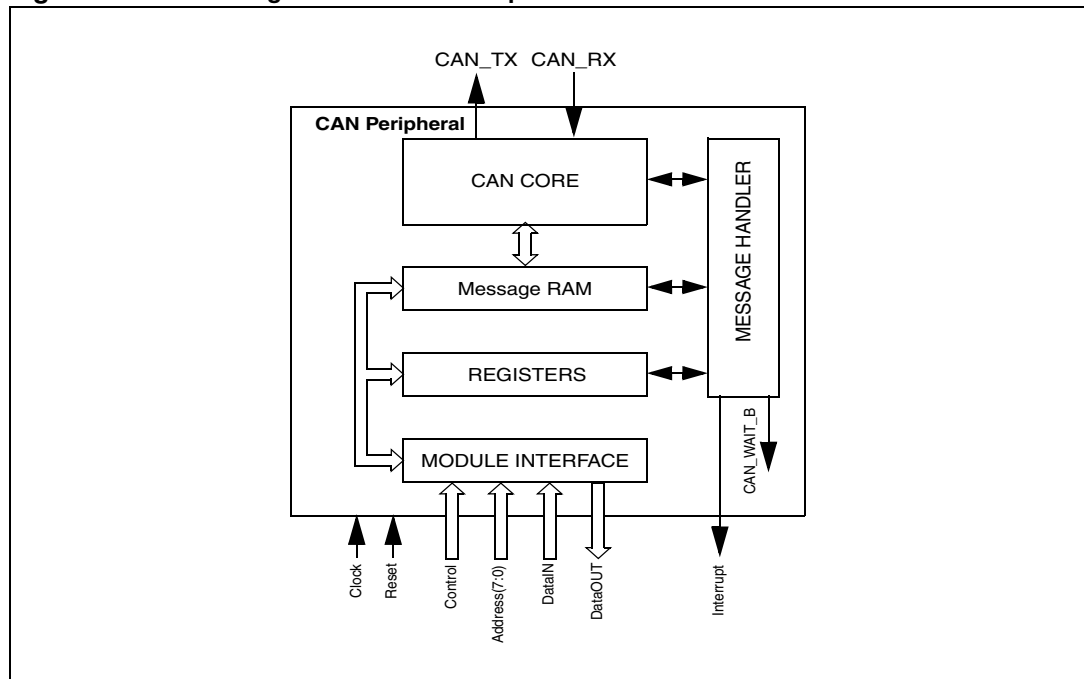 CAN_TX CAN_RX
CAN Peripheral
CAN CORE
MESSAGE HANDLER
Message RAM
REGISTERS
MODULE INTERFACE
CAN_WAIT_B
Clock
Reset
Control
Address(7:0)
DataIN
DataOUT
Interrupt